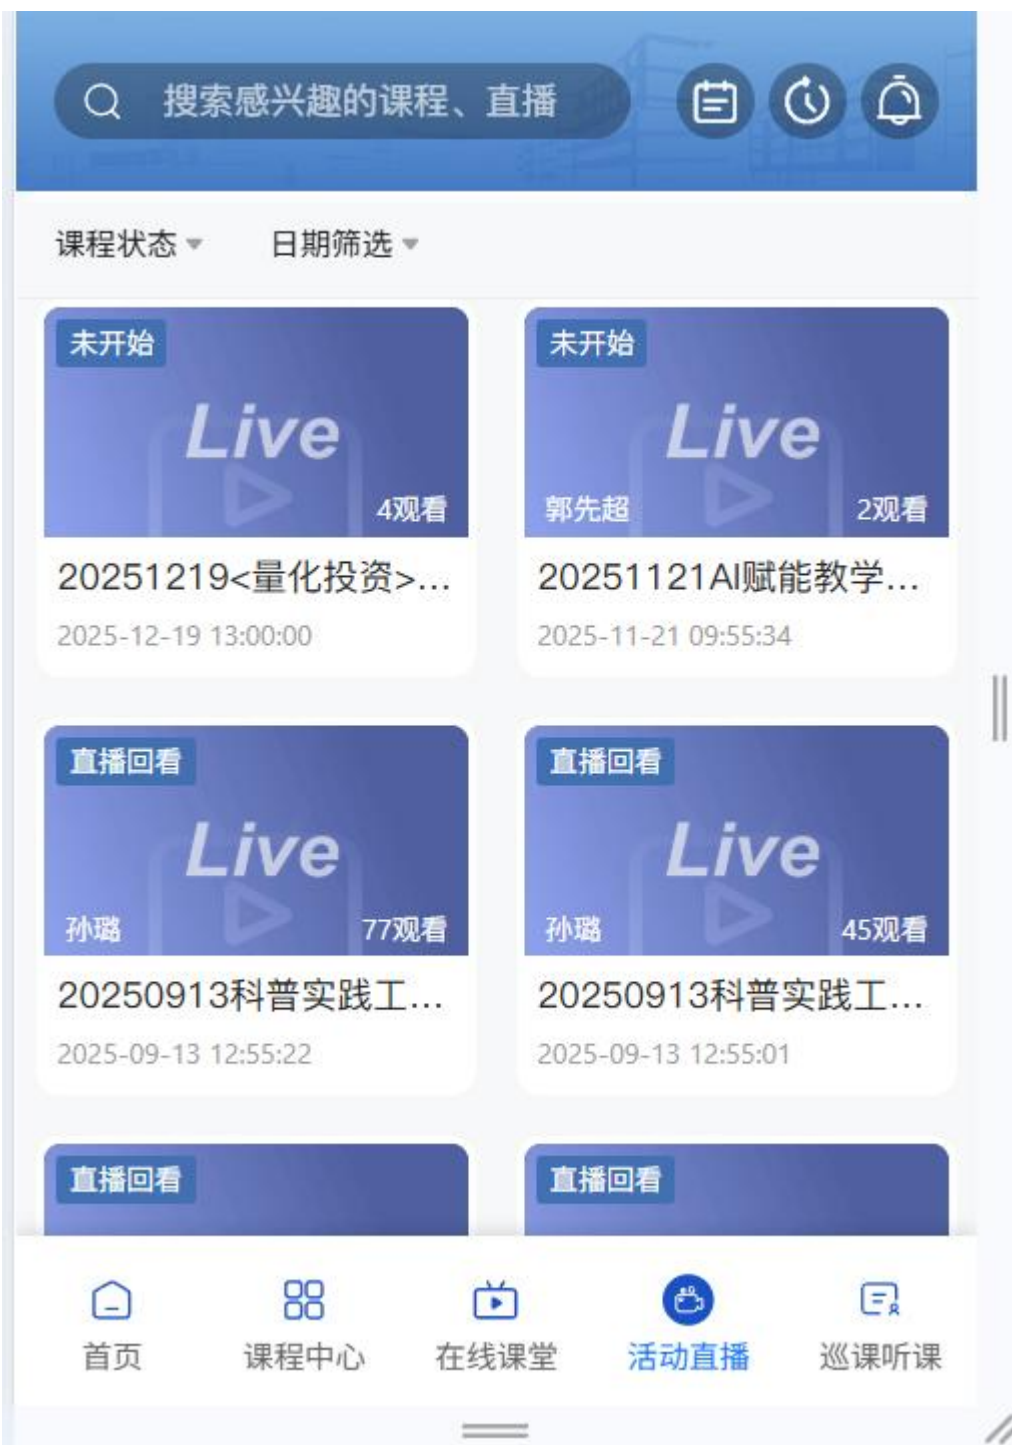 搜索感兴趣的课程、直播
课程状态 日期筛选
未开始
Live
4观看
20251219<量化投资>...
2025-12-19 13:00:00
未开始
Live
郭先超 2观看
20251121AI赋能教学...
2025-11-21 09:55:34
直播回看
Live
孙璐 77观看
20250913科普实践工...
2025-09-13 12:55:22
直播回看
Live
孙璐 45观看
20250913科普实践工...
2025-09-13 12:55:01
直播回看
直播回看
首页 课程中心 在线课堂 活动直播 巡课听课